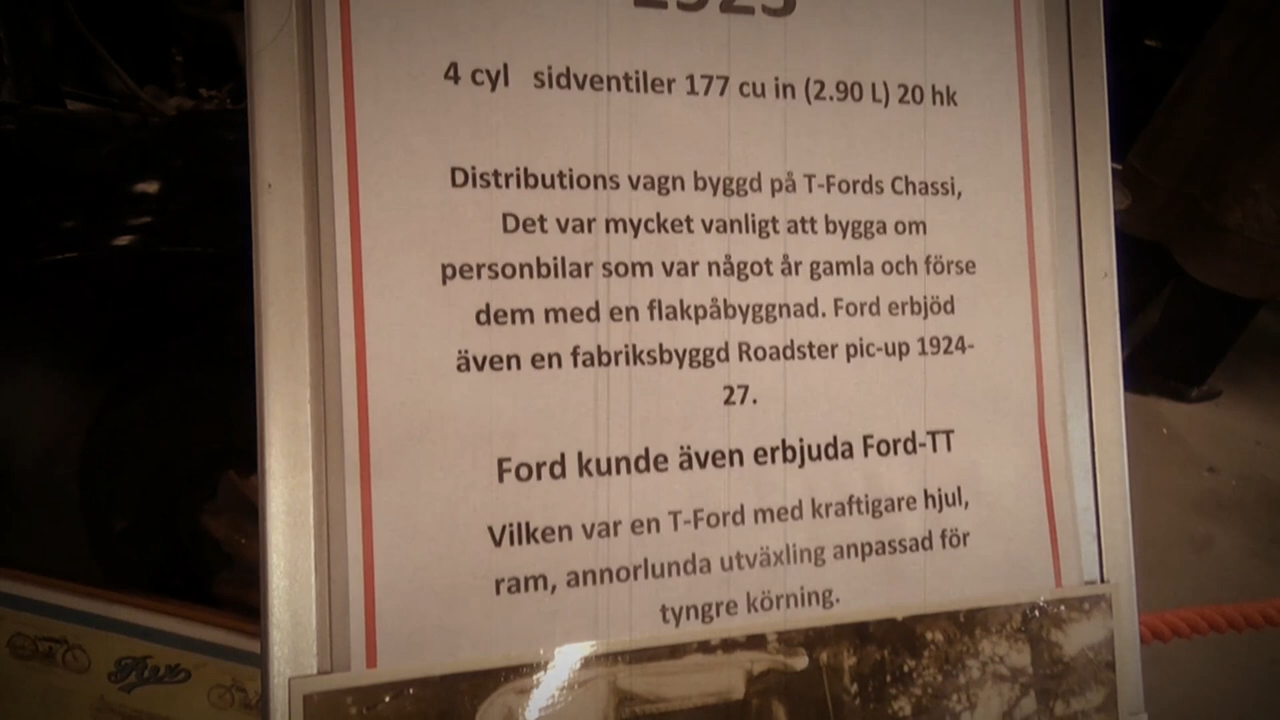 4 cyl sidventiler 177 cu in (2.90 L) 20 hk
Distributions vagn byggd på T-Fords Chassi,
Det var mycket vanligt att bygga om
personbilar som var något år gamla och förse
dem med en flakpåbyggnad. Ford erbjöd
även en fabriksbyggd Roadster pic-up 1924-
27.
Ford kunde även erbjuda Ford-TT
Vilken var en T-Ford med kraftigare hjul,
ram, annorlunda utväxling anpassad för
tyngre körning.